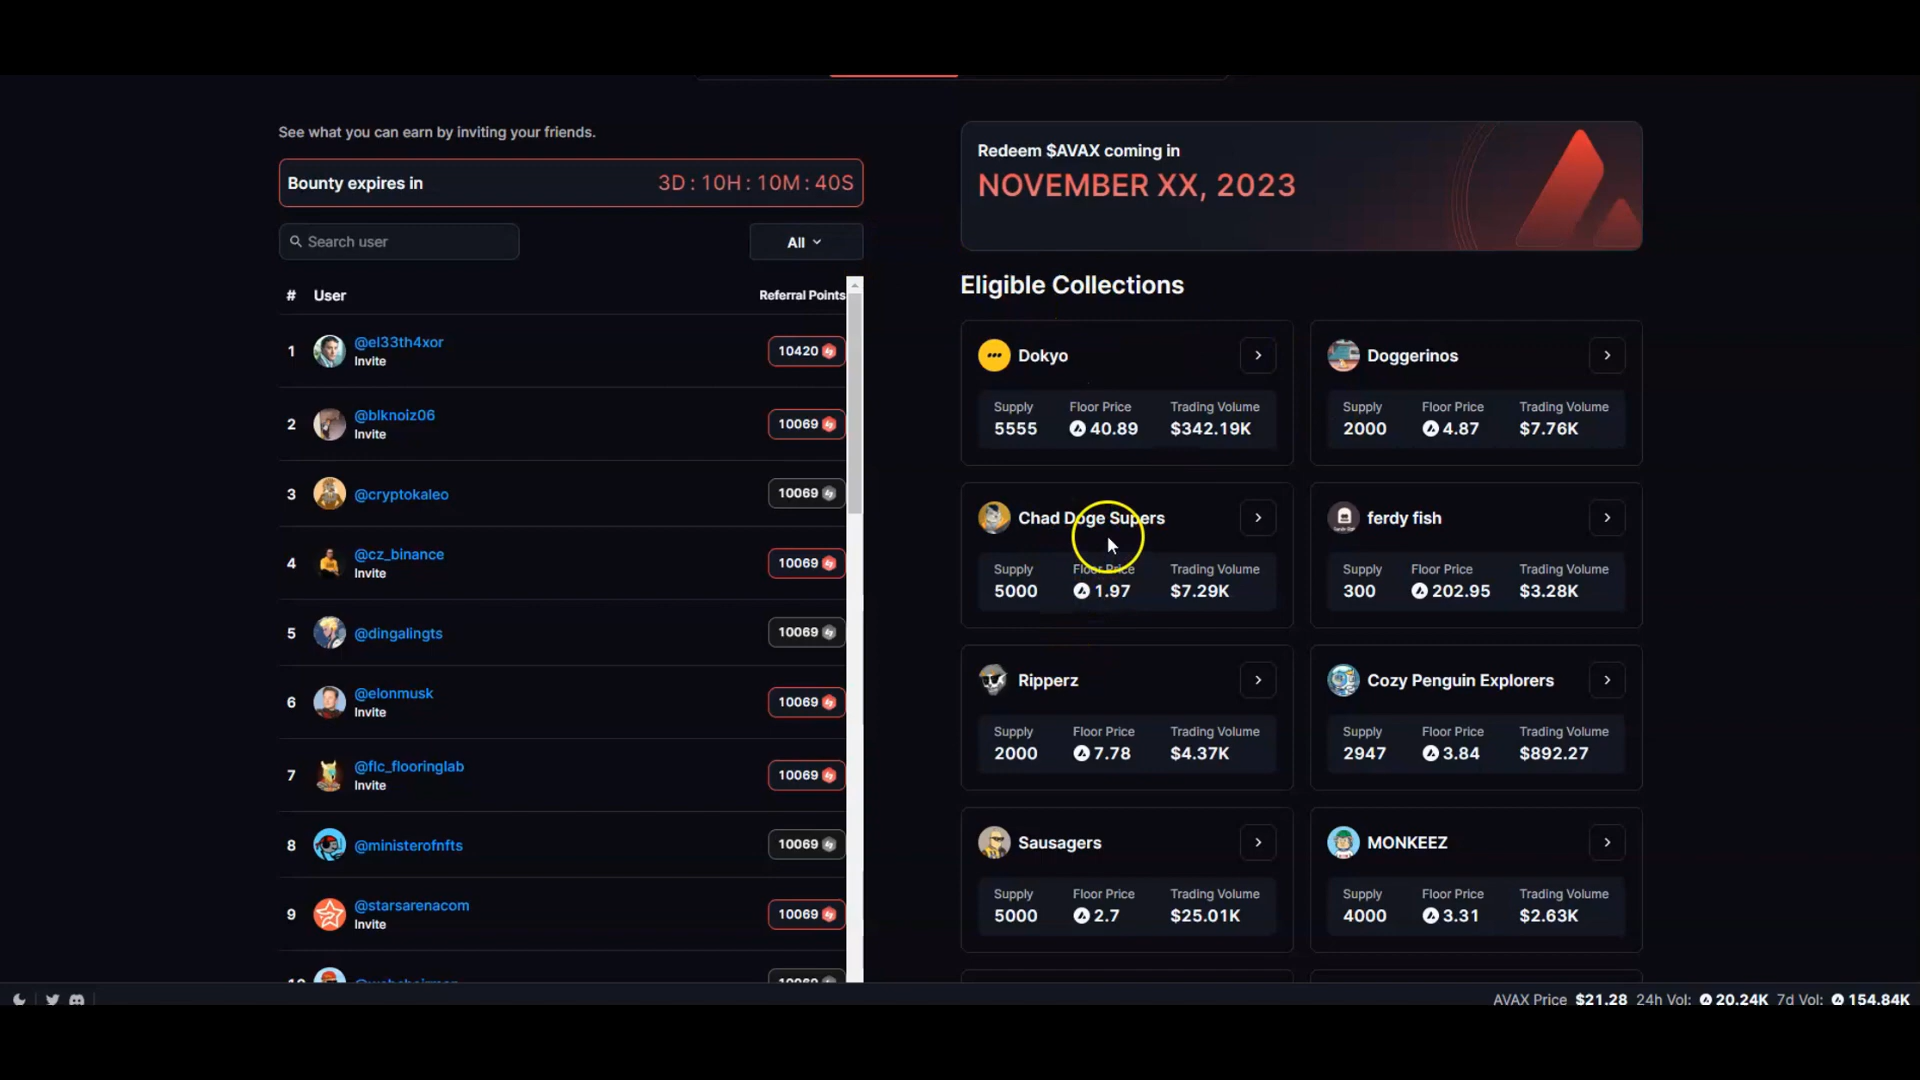 See what you can earn by inviting your friends.
Bounty expires in 3D : 10H : 10M : 40S
Search user
All
# User Referral Points
1 @el33th4xor 10420
Invite
2 @blknoiz06 10069
Invite
3 @cryptokaleo 10069
4 @cz_binance 10069
Invite
5 @dingalingts 10069
6 @elonmusk 10069
Invite
7 @flc_flooringlab 10069
Invite
8 @ministerofnfts 10069
9 @starsarenacom 10069
Invite
Redeem $AVAX coming in
NOVEMBER XX, 2023
Eligible Collections
Dokyo
Supply Floor Price Trading Volume
5555 40.89 $342.19K
Doggerinos
Supply Floor Price Trading Volume
2000 4.87 $7.76K
Chad Doge Supers
Supply Floor Price Trading Volume
5000 1.97 $7.29K
ferdy fish
Supply Floor Price Trading Volume
300 202.95 $3.28K
Ripperz
Supply Floor Price Trading Volume
2000 7.78 $4.37K
Cozy Penguin Explorers
Supply Floor Price Trading Volume
2947 3.84 $892.27
Sausagers
Supply Floor Price Trading Volume
5000 2.7 $25.01K
MONKEEZ
Supply Floor Price Trading Volume
4000 3.31 $2.63K
AVAX Price $21.28 24h Vol: 20.24K 7d Vol: 154.84K